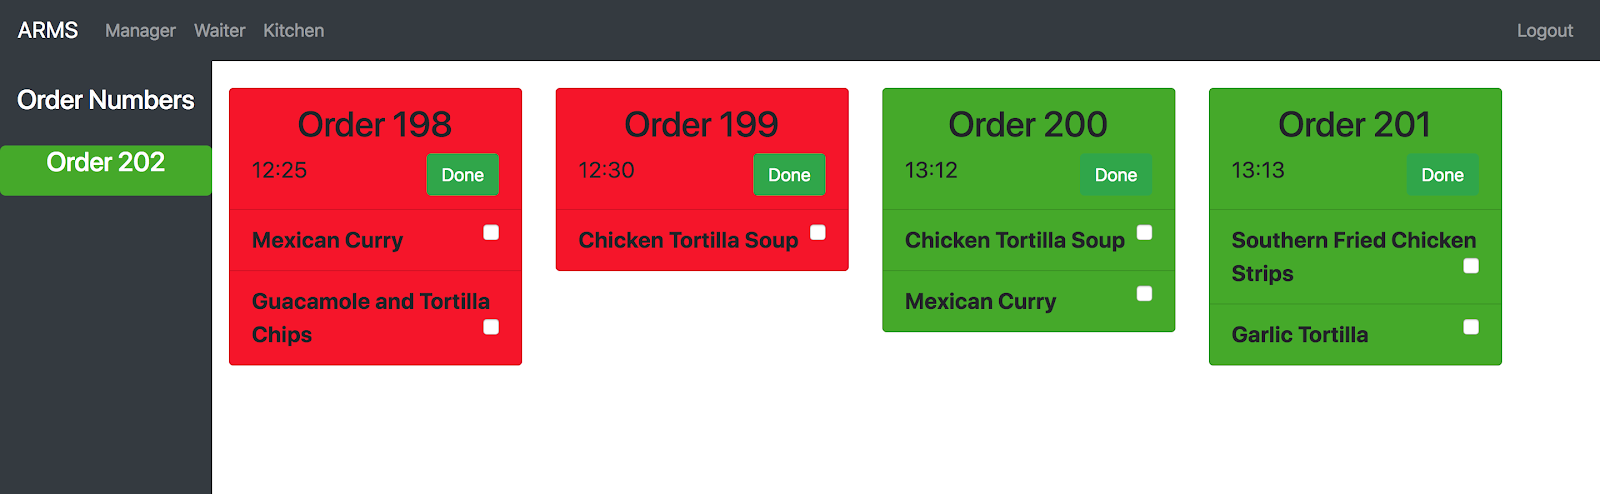 ARMS Manager Waiter Kitchen Logout
Order Numbers
Order 202
Order 198
12:25 Done
Mexican Curry
Guacamole and Tortilla
Chips
Order 199
12:30 Done
Chicken Tortilla Soup
Order 200
13:12 Done
Chicken Tortilla Soup
Mexican Curry
Order 201
13:13 Done
Southern Fried Chicken
Strips
Garlic Tortilla